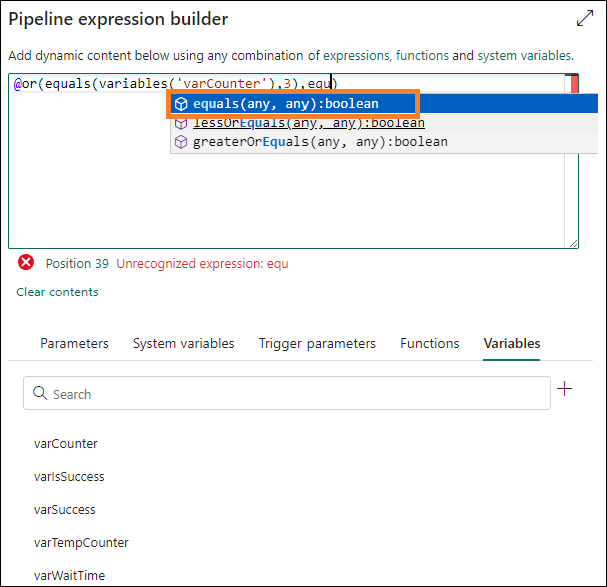 Pipeline expression builder
Add dynamic content below using any combination of expressions, functions and system variables.
@or(equals(variables('varCounter'),3),equ)
equals(any, any):boolean
lessOrEquals(any, any):boolean
greaterOrEquals(any, any):boolean
Position 39 Unrecognized expression: equ
Clear contents
Parameters System variables Trigger parameters Functions Variables
Search
varCounter
varIsSuccess
varSuccess
varTempCounter
varWaitTime